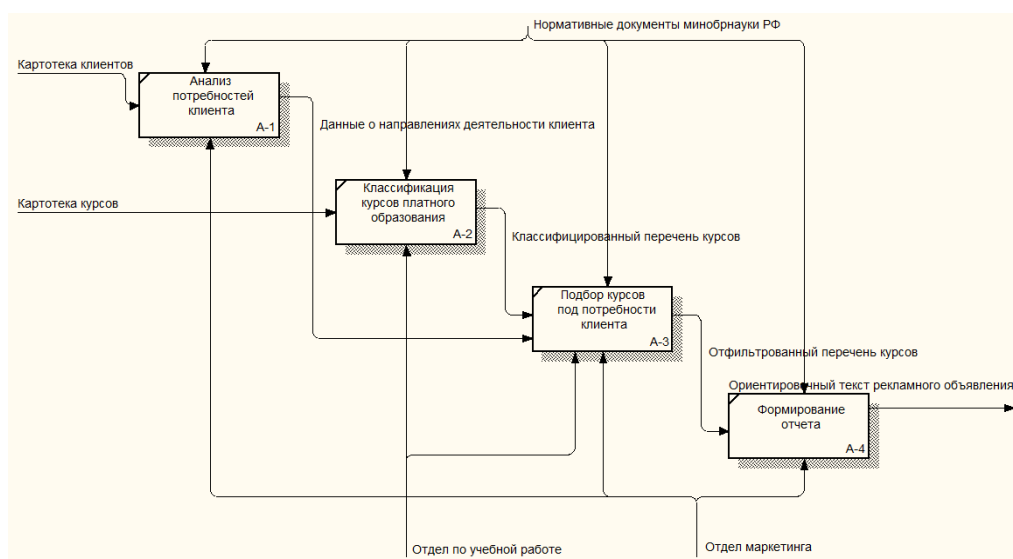 Нормативные документы минобрнауки РФ
Картотека клиентов
Анализ
потребностей
клиента
А-1
Данные о направлениях деятельности клиента
Картотека курсов
Классификация
курсов платного
образования
А-2
Классифицированный перечень курсов
Подбор курсов
под потребности
клиента
А-3
Отфильтрованный перечень курсов
Ориентировочный текст рекламного объявления
Формирование
отчета
А-4
Отдел по учебной работе
Отдел маркетинга